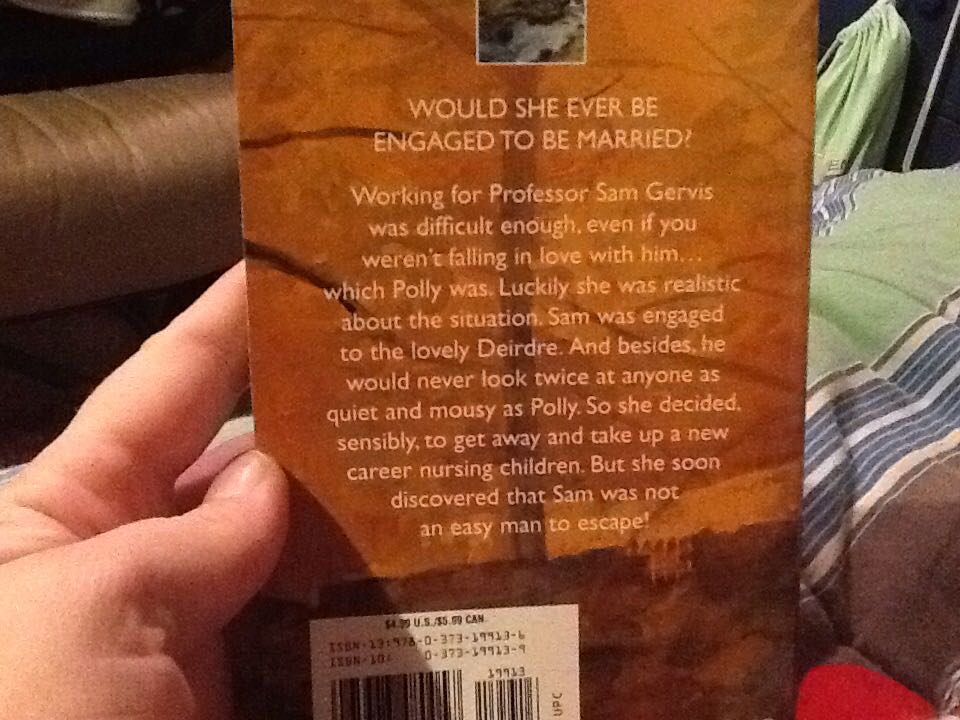 WOULD SHE EVER BE
ENGAGED TO BE MARRIED?
Working for Professor Sam Gervis
was difficult enough, even if you
weren't falling in love with him...
which Polly was. Luckily she was realistic
about the situation. Sam was engaged
to the lovely Deirdre. And besides, he
would never look twice at anyone as
quiet and mousy as Polly. So she decided,
sensibly, to get away and take up a new
career nursing children. But she soon
discovered that Sam was not
an easy man to escape!
$4.99 U.S./$5.99 CAN.
ISBN-13: 978-0-373-19913-6
ISBN-10: 0-373-19913-9
19913
UPC